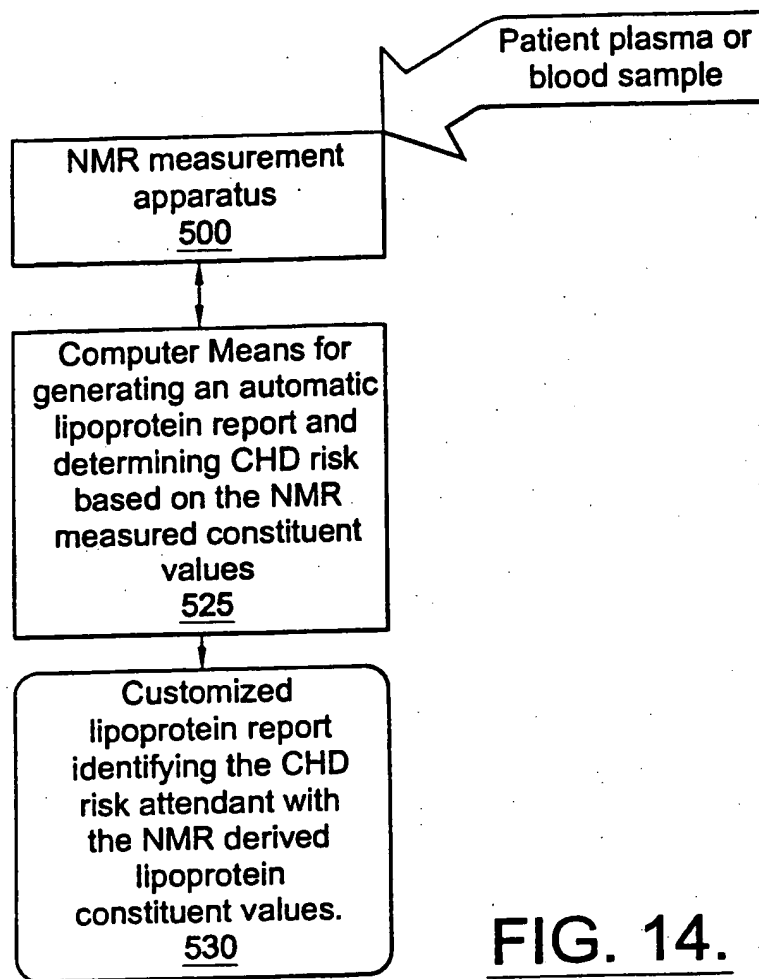 Patient plasma or
blood sample
NMR measurement
apparatus
500
Computer Means for
generating an automatic
lipoprotein report and
determining CHD risk
based on the NMR
measured constituent
values
525
Customized
lipoprotein report
identifying the CHD
risk attendant with
the NMR derived
lipoprotein
constituent values.
530
FIG. 14.